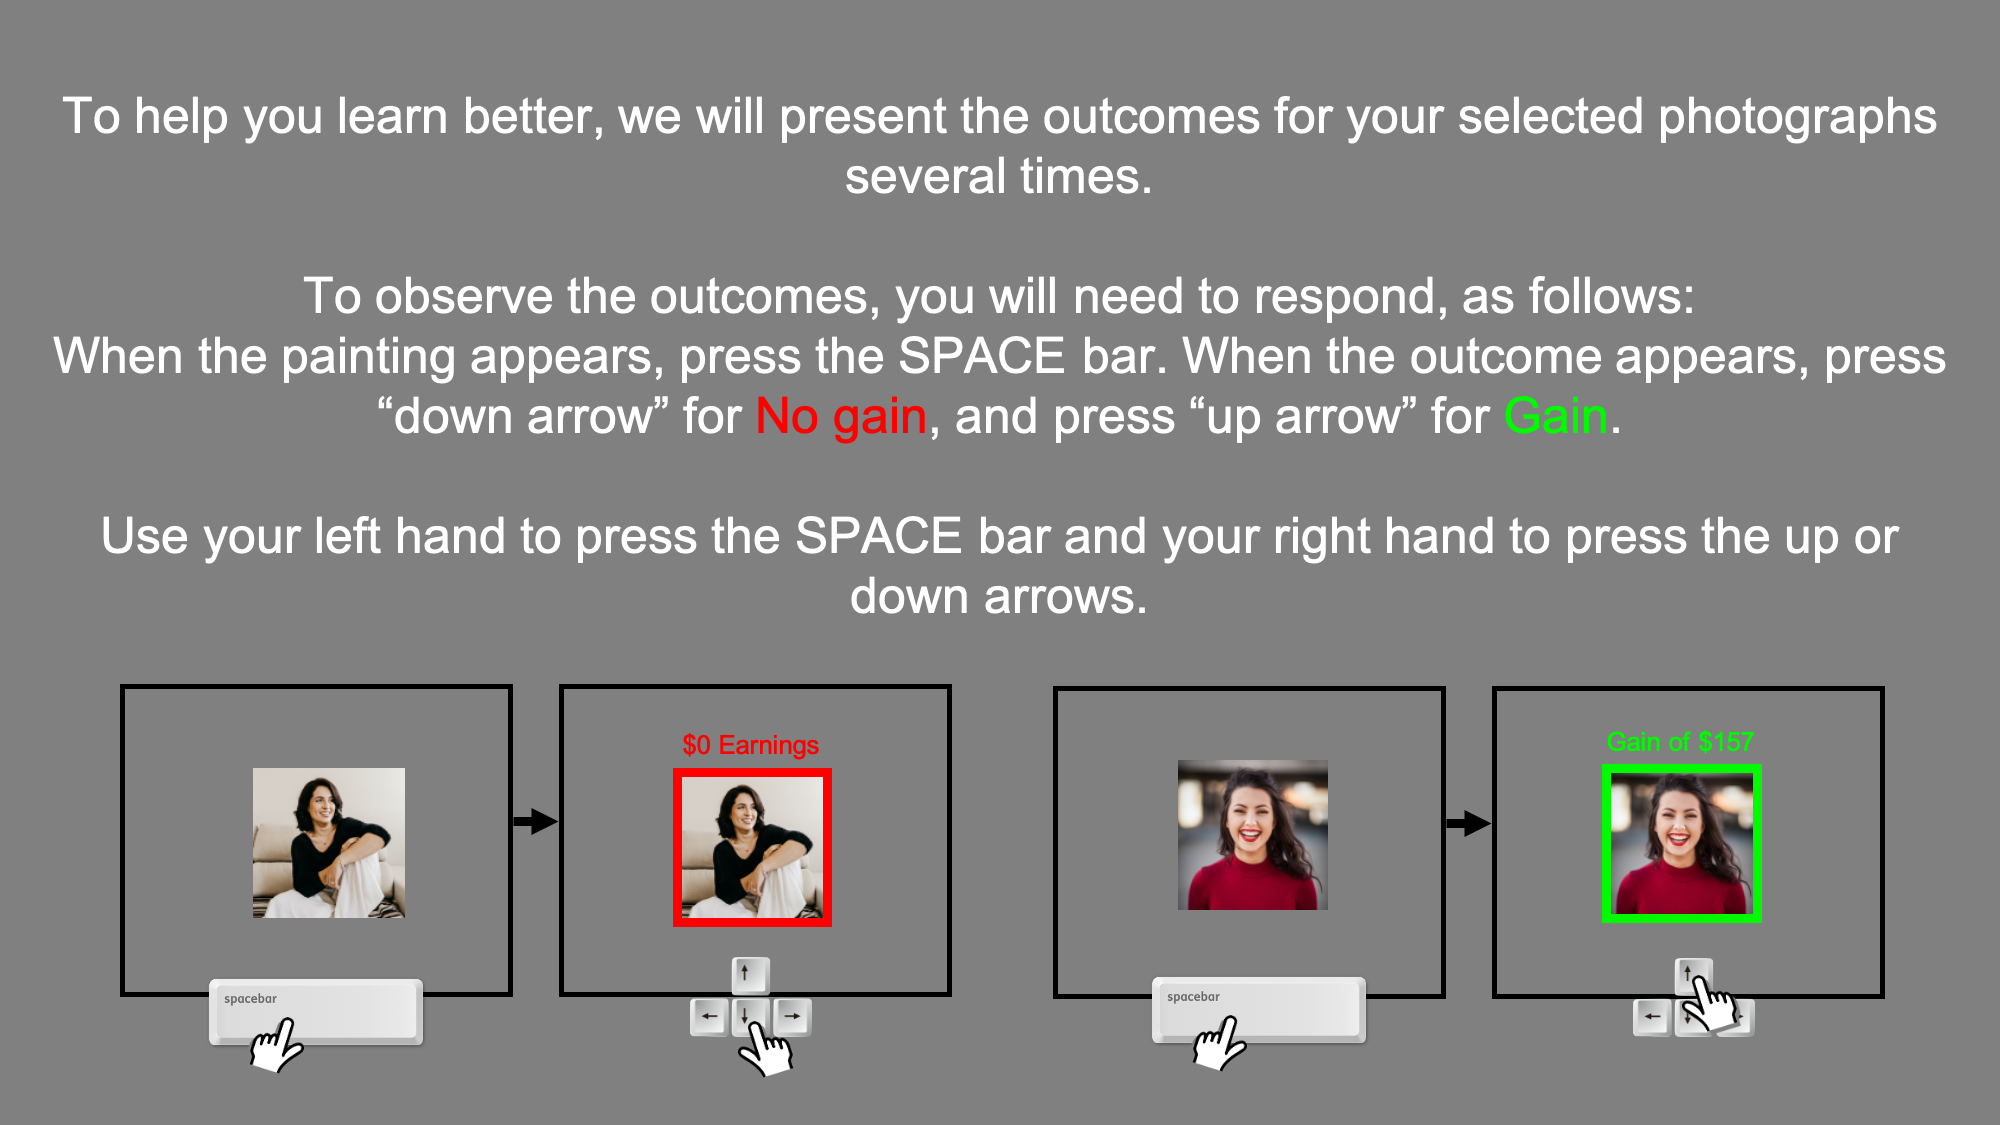 To help you learn better, we will present the outcomes for your selected photographs
several times.
To observe the outcomes, you will need to respond, as follows:
When the painting appears, press the SPACE bar. When the outcome appears, press
“down arrow” for No gain, and press “up arrow” for Gain.
Use your left hand to press the SPACE bar and your right hand to press the up or
down arrows.
$0 Earnings
Gain of $157
spacebar
spacebar